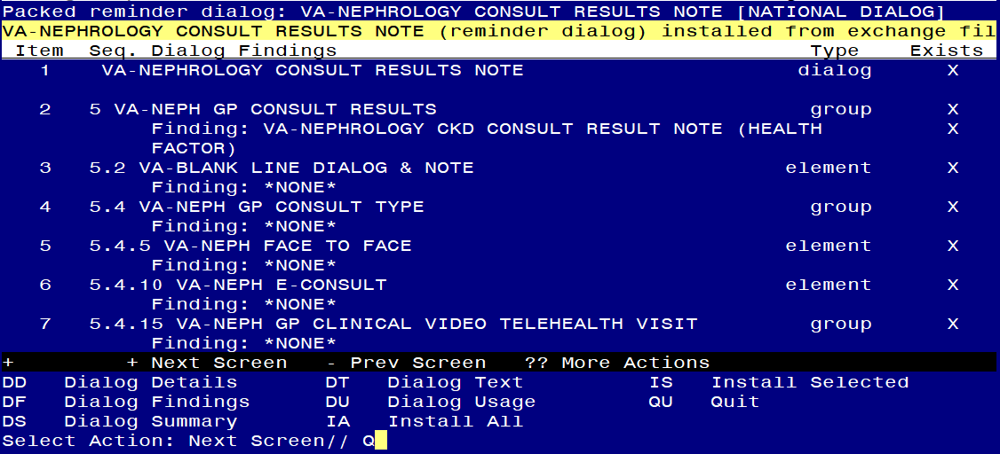 Packed reminder dialog: VA-NEPHROLOGY CONSULT RESULTS NOTE [NATIONAL DIALOG]
VA-NEPHROLOGY CONSULT RESULTS NOTE (reminder dialog) installed from exchange fil
Item Seq. Dialog Findings Type Exists
1 VA-NEPHROLOGY CONSULT RESULTS NOTE dialog X
2 5 VA-NEPH GP CONSULT RESULTS group X
Finding: VA-NEPHROLOGY CKD CONSULT RESULT NOTE (HEALTH X
FACTOR)
3 5.2 VA-BLANK LINE DIALOG & NOTE element X
Finding: *NONE*
4 5.4 VA-NEPH GP CONSULT TYPE group X
Finding: *NONE*
5 5.4.5 VA-NEPH FACE TO FACE element X
Finding: *NONE*
6 5.4.10 VA-NEPH E-CONSULT element X
Finding: *NONE*
7 5.4.15 VA-NEPH GP CLINICAL VIDEO TELEHEALTH VISIT group X
Finding: *NONE*
+ + Next Screen - Prev Screen ?? More Actions
DD Dialog Details DT Dialog Text IS Install Selected
DF Dialog Findings DU Dialog Usage QU Quit
DS Dialog Summary IA Install All
Select Action: Next Screen// Q